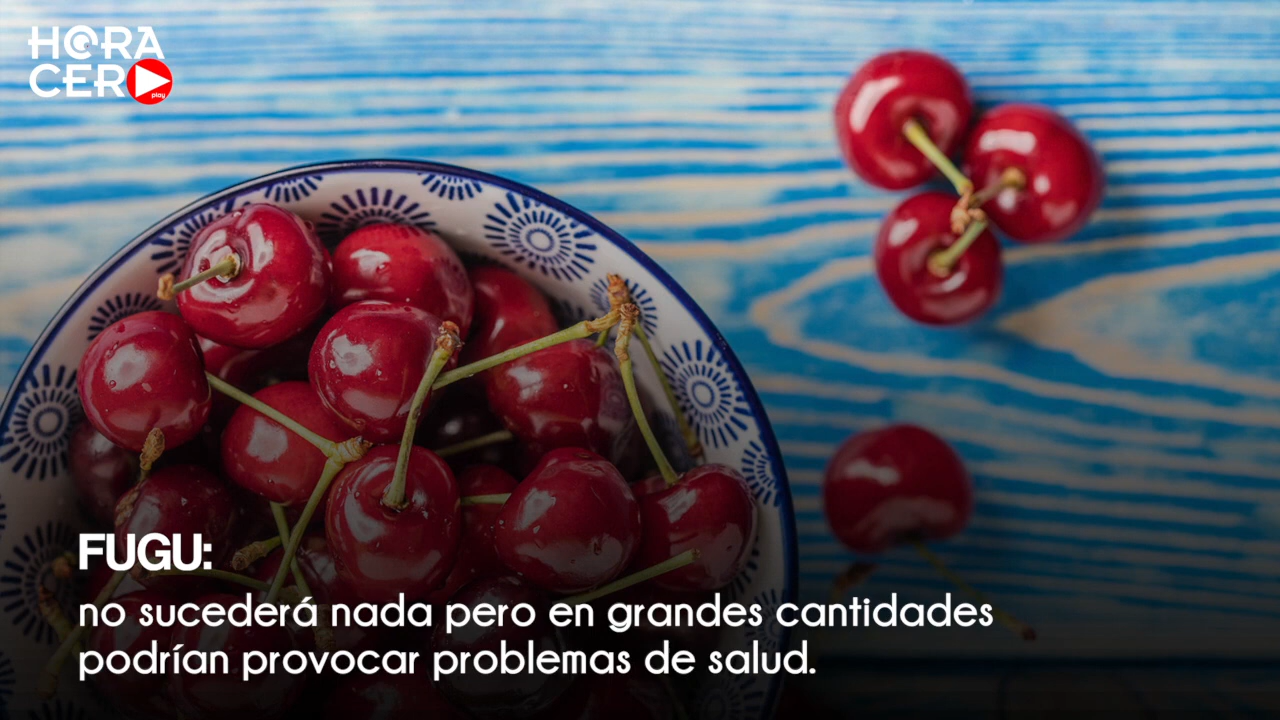 HORA
CERO
play
FUGU:
no sucederá nada pero en grandes cantidades
podrían provocar problemas de salud.